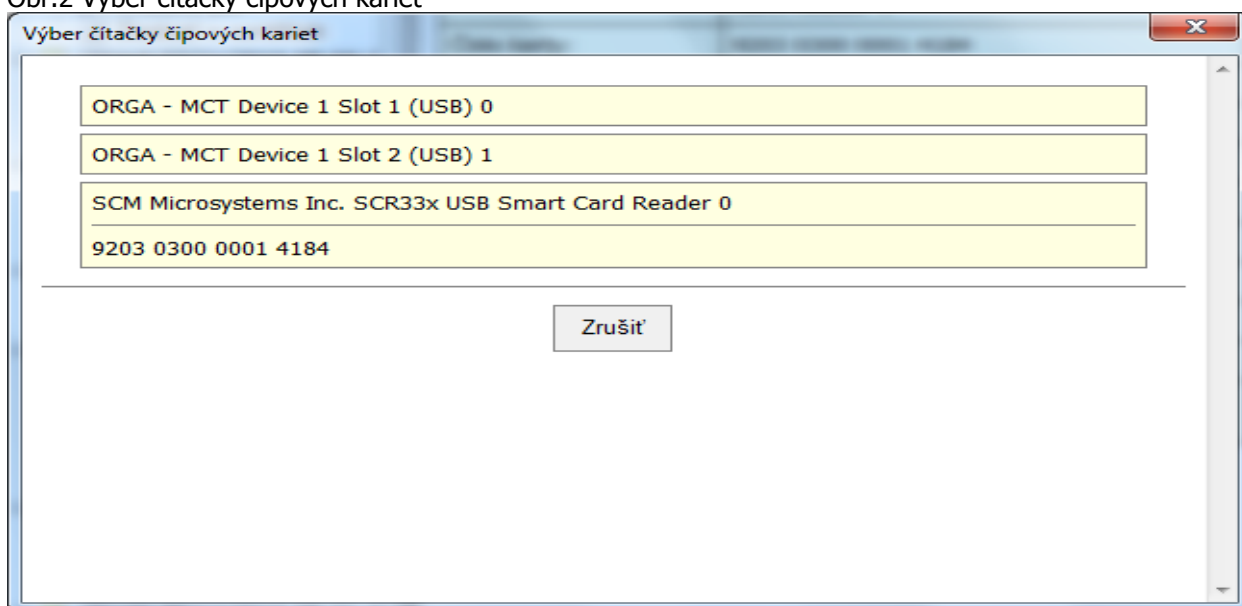 Obr.2 Výber čítačky čipových kariet
Výber čítačky čipových kariet
ORGA - MCT Device 1 Slot 1 (USB) 0
ORGA - MCT Device 1 Slot 2 (USB) 1
SCM Microsystems Inc. SCR33x USB Smart Card Reader 0
9203 0300 0001 4184
Zrušiť